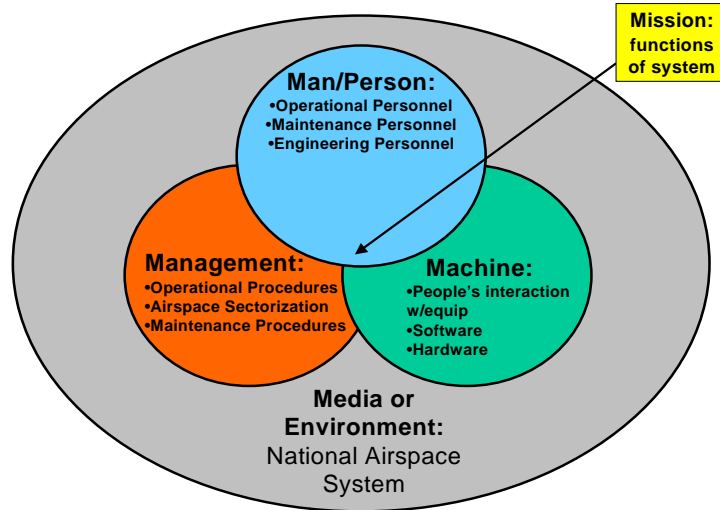 Mission:
functions
of system
Man/Person:
•Operational Personnel
•Maintenance Personnel
•Engineering Personnel
Management:
•Operational Procedures
•Airspace Sectorization
•Maintenance Procedures
Machine:
•People's interaction
w/equip
•Software
•Hardware
Media or
Environment:
National Airspace
System